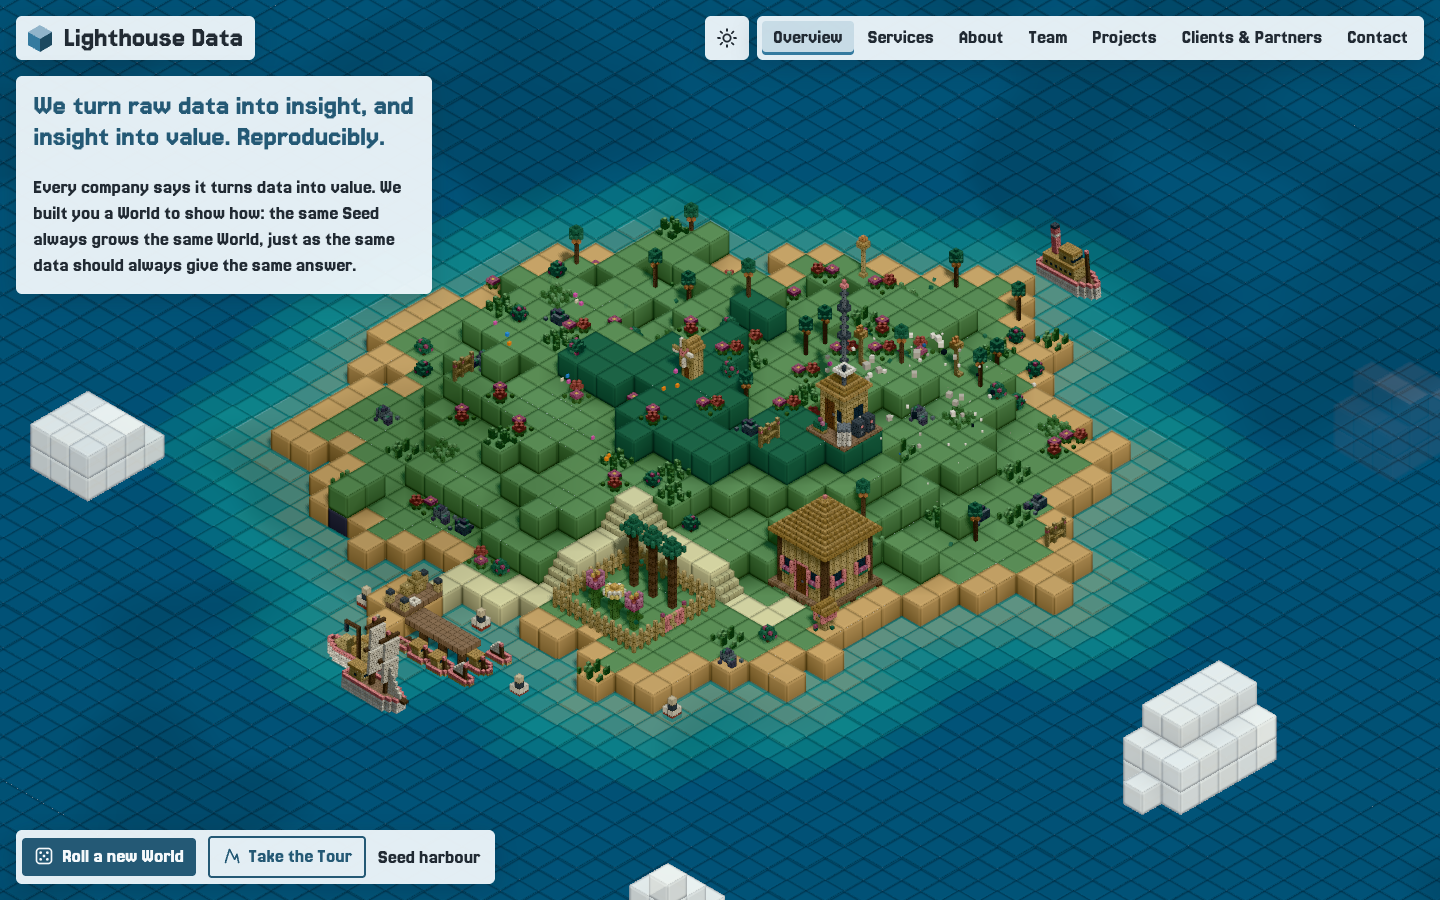 Lighthouse Data
Overview Services About Team Projects Clients & Partners Contact
We turn raw data into insight, and
insight into value. Reproducibly.
Every company says it turns data into value. We
built you a World to show how: the same Seed
always grows the same World, just as the same
data should always give the same answer.
Roll a new World
Take the Tour
Seed harbour